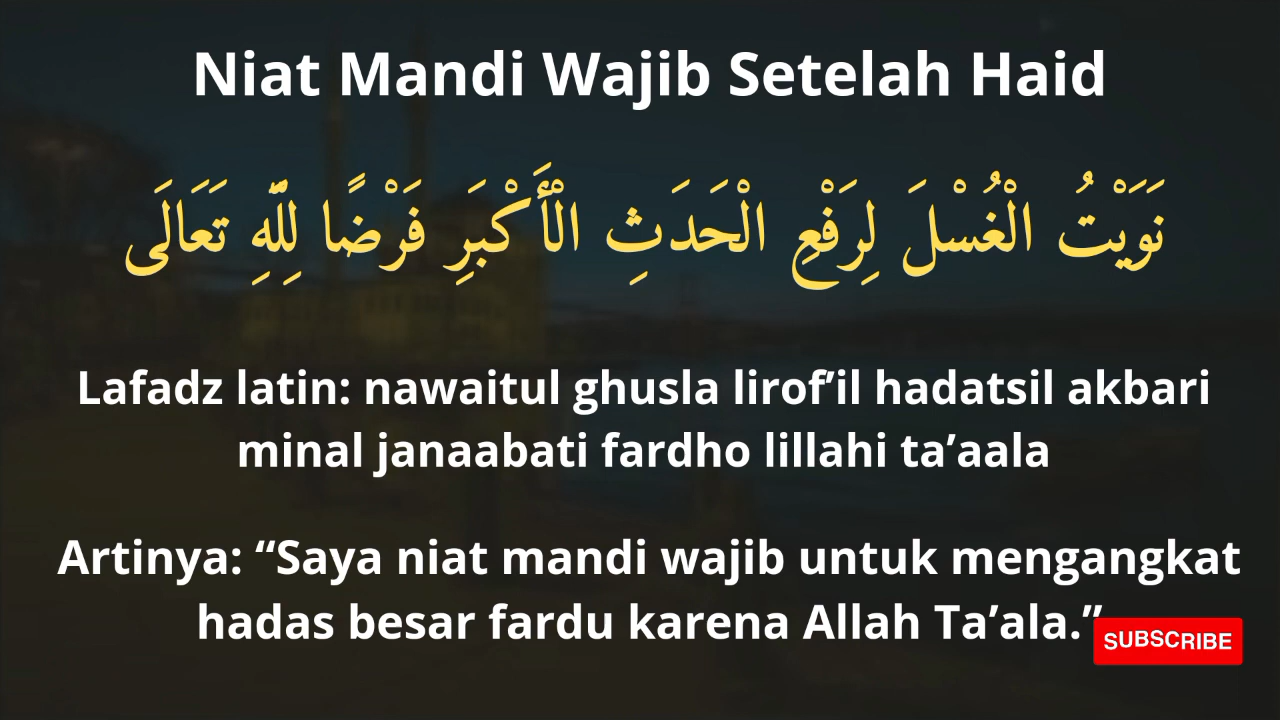 Niat Mandi Wajib Setelah Haid
نَوَيْتُ الْغُسْلَ لِرَفْعِ الْحَدَثِ الْأَكْبَرِ فَرْضًا لِلّٰهِ تَعَالَى
Lafadz latin: nawaitul ghusla lirof’il hadatsil akbari
minal janaabati fardho lillahi ta’aala
Artinya: “Saya niat mandi wajib untuk mengangkat
hadas besar fardu karena Allah Ta’ala.”
SUBSCRIBE